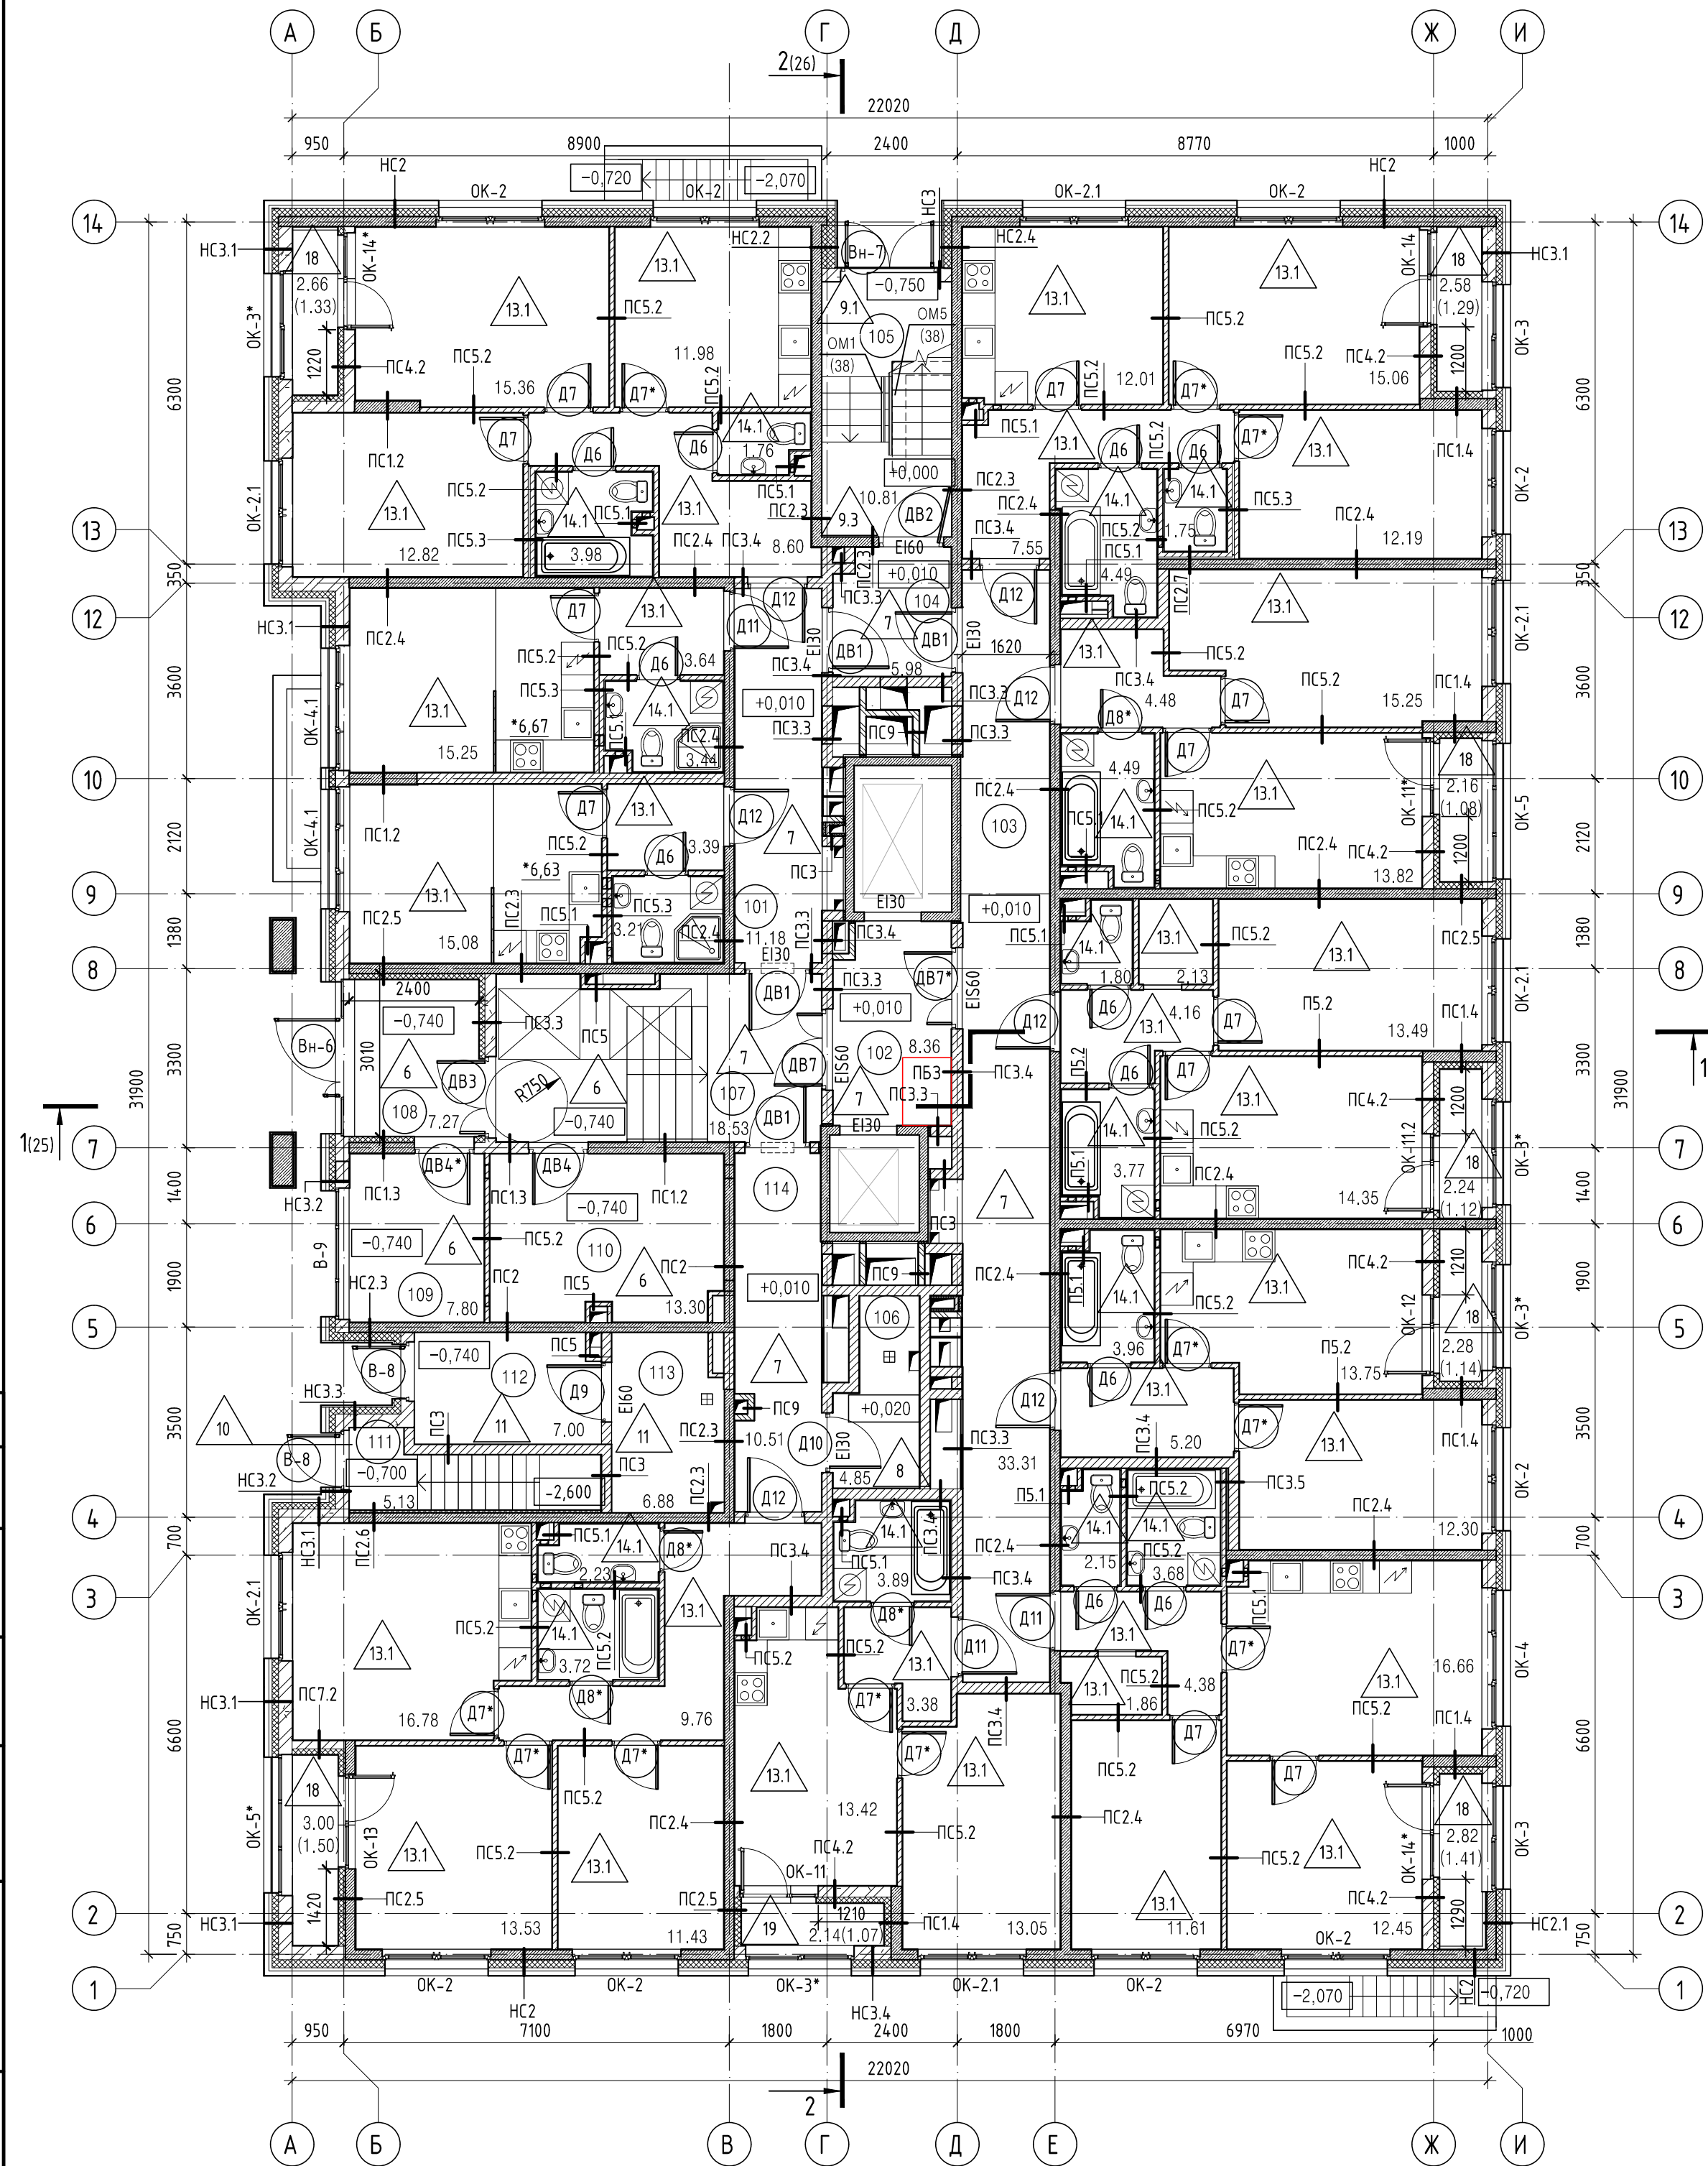 А Б Г Д Ж И
2(26)
22020
950 8900 2400 8770 1000
НС2 НС2
-0,720 -2,070
ОК-2 ОК-2 ОК-2.1 ОК-2
НС3
14 14
НС3.1 18 ОК-14* НС2.2 Вн-7 НС2.4 ОК-14 18 НС3.1
2.66 13.1 13.1 -0,750 13.1 13.1 2.58
(1.33) (1.29)
ОК-3* ПС5.2 9.1 105 ОМ5 ПС5.2 ОК-3
ОМ1 (38)
(38)
1220 ПС4.2 ПС5.2 11.98 ПС5.2 ПС5.2 ПС4.2 1200
6300 15.36 Д7 Д7* ПС5.2 Д7 12.01 Д7* 15.06 6300
Д7 Д6 Д6 14.1 ПС5.1 13.1 Д6 ПС5.2 Д6 Д7* 13.1 ПС1.4
ПС1.2 1.76 +0,000
ОК-2.1 13.1 ПС5.2 14.1 ПС5.1 13.1 ПС5.1 10.81 ПС2.3 ПС2.4 14.1 14.1 ПС5.3 ПС2.4 ОК-2
ПС2.3 9.3 ДВ2 ПС3.4 ПС5.2 1.75
13 13
12.82 ПС5.3 3.98 ПС2.4 ПС3.4 8.60 EI60 7.55 ПС5.1 12.19
350 ПС2.3 +0,010 4.49 ПС2.7 350
12 12
НС3.1 ПС2.4 Д7 13.1 Д11 Д12 ПС3.3 104 Д12 13.1 ОК-2.1
EI30 7 EI30
ПС5.2 ПС5.2 Д6 3.64 ПС3.4 ДВ1 ДВ1 1620 13.1 ПС5.2
5.98
3600 ПС5.3 13.1 ПС3.3 Д12 ПС3.4 ПС5.2 3600
ОК-4.1 13.1 *6,67 ПС5.1 14.1 +0,010 4.48 Д7 15.25 ПС1.4
Д8*
15.25 3.44 ПС2.4 ПС3.3 ПС9 ПС3.3 Д7 18
10 10
ПС1.2 Д7 13.1 Д12 ПС2.4 4.49 13.1 ОК-11* 2.16
ОК-4.1 7 103 ПС5.1 14.1 ПС5.2 (1.08) ОК-5
2120 ПС5.2 Д6 3.39 ПС2.4 ПС4.2 1200 2120
*6,63 ПС3 13.82
9 9
13.1 ПС2.3 ПС5.3 101 EI30 +0,010
1380 ПС2.5 ПС5.1 3.21 ПС2.4 11.18 ПС3.3 ПС3.4 ПС5.1 14.1 13.1 ПС5.2 13.1 ПС2.5 1380
15.08 EI30
8 8
2400 ДВ1 ПС3.3 ДВ7* EIS60 1.80 2.13 ОК-2.1
-0,740 ПС3.3 ПС5 +0,010 Д12 Д6 13.1 4.16 Д7 П5.2 13.49 ПС1.4
Вн-6 3010 R750 7 102 8.36
3300 6 ДВ3 6 ДВ7 EIS60 ПБ3 П5.2 Д6 Д7 1200 3300
107 7 ПС3.3 ПС3.4 13.1 ПС4.2 1
108 7.27 -0,740 18.53 ДВ1 EI30 14.1 ПС5.2
31900 31900
1(25)
7 7
НС3.2 ДВ4* ДВ4 П5.1 3.77 ПС2.4 ОК-11.2 18 ОК-3*
ПС1.3 ПС1.3 ПС1.2 114 7 14.35 2.24
1400 -0,740 (1.12) 1400
6 6
-0,740 6 ПС5.2 110 ПС3 1210
В-9 ПС2 6 ПС2 ПС9 ПС2.4 П5.1 14.1 13.1 ПС4.2
1900 НС2.3 109 7.80 ПС5 13.30 +0,010 106 ПС5.2 ОК-12 18 ОК-3* 1900
5 5
-0,740 ПС5 7 3.96 Д7* П5.2 2.28
В-8 112 Д9 113 13.75 (1.14)
НС3.3 EI60 ПС9 +0,020 Д12 Д6 13.1 Д7* 13.1
10 111 ПС3 11 7.00 11 ПС2.3 10.51 Д10 EI30 ПС3.3 ПС3.4 5.20 ПС1.4
3500 В-8 33.31 3500
НС3.2 -0,700 -2,600 ПС3 ПС2.3 4.85 8 П5.1 ПС5.2 ПС3.5 ОК-2
5.13 6.88 Д12 ПС2.4
4 4
700 НС3.1 ПС2.6 ПС5.1 14.1 Д8* ПС3.4 14.1 ПС3.4 ПС2.4 14.1 14.1 12.30 700
ПС5.1 2.15 ПС5.2
3 3
ОК-2.1 2.23 3.89 ПС3.4 3.68 ПС5.1
ПС5.2 14.1 ПС5.2 13.1 Д8* Д11 Д6 Д6
13.1 3.72 ПС5.2 ПС5.2 13.1 Д11 13.1 Д7* 13.1 16.66 ОК-4
НС3.1 ПС7.2 Д8* Д7* 3.38 13.1 ПС5.2 4.38 ПС5.2
16.78 Д7* 9.76 1.86 ПС1.4
6600 Д7* Д7* Д7* ПС3.4 Д7 Д7 6600
18 13.1 13.1 ПС5.2 18
3.00 ПС5.2 ПС2.4 13.42 ПС2.4 2.82
ОК-5* (1.50) ОК-13 13.1 ПС5.2 13.1 ПС4.2 ПС5.2 ПС5.2 13.1 ОК-14* (1.41) ОК-3
ОК-11
1420 ПС2.5 ПС2.5 13.1 ПС4.2 1290
2 2
НС3.1 13.53 11.43 19 1210 ПС1.4 13.05 11.61 ОК-2 12.45 НС2.1
750 2.14(1.07) 750
1 1
ОК-2 ОК-2 ОК-3* ОК-2.1 ОК-2 -2,070 НС2 -0,720
НС2 НС3.4
950 7100 1800 2400 1800 6970 1000
22020
2
А Б В Г Д Е Ж И